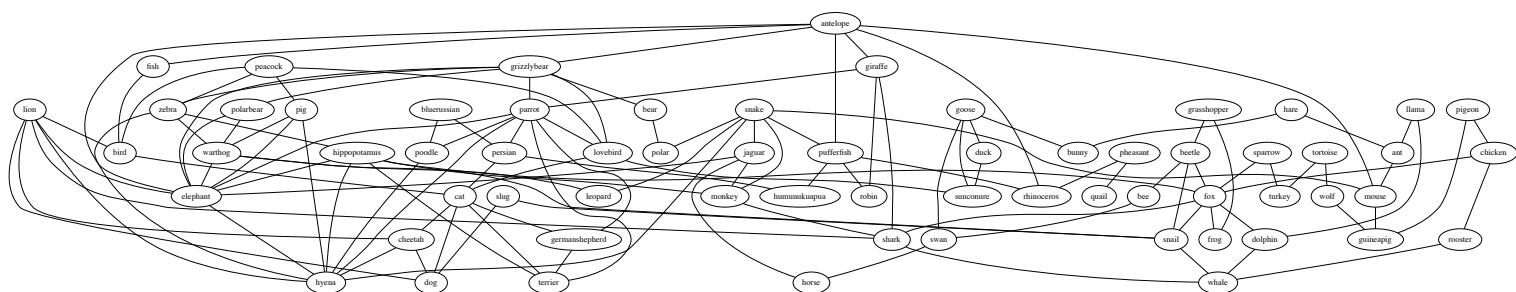 antelope
fish
peacock
grizzlybear
giraffe
lion
zebra
polarbear
pig
bluerussian
parrot
bear
snake
goose
grasshopper
hare
llama
pigeon
bird
warthog
hippopotamus
poodle
persian
lovebird
polar
jaguar
pufferfish
duck
bunny
pheasant
beetle
sparrow
tortoise
ant
chicken
elephant
cat
slug
leopard
monkey
humunukuapua
robin
sunconure
rhinoceros
quail
bee
fox
turkey
wolf
mouse
cheetah
germanshepherd
shark
swan
snail
frog
dolphin
guineapig
rooster
hyena
dog
terrier
horse
whale